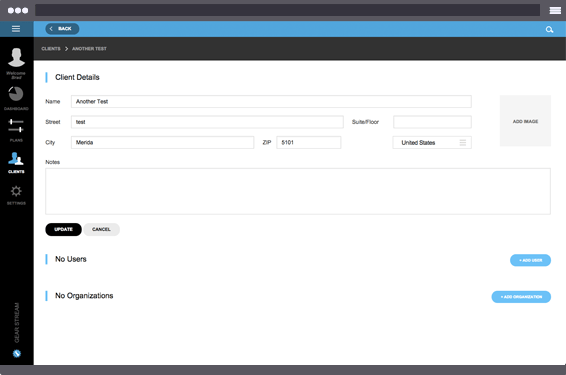 BACK
CLIENTS
ANOTHER TEST
Welcome
Brad
DASHBOARD
PLANS
CLIENTS
SETTINGS
GEAR STREAM
Client Details
Name
Another Test
ADD IMAGE
Street
test
Suite/Floor
City
Merida
ZIP
5101
United States
Notes
UPDATE
CANCEL
No Users
+ ADD USER
No Organizations
+ ADD ORGANIZATION